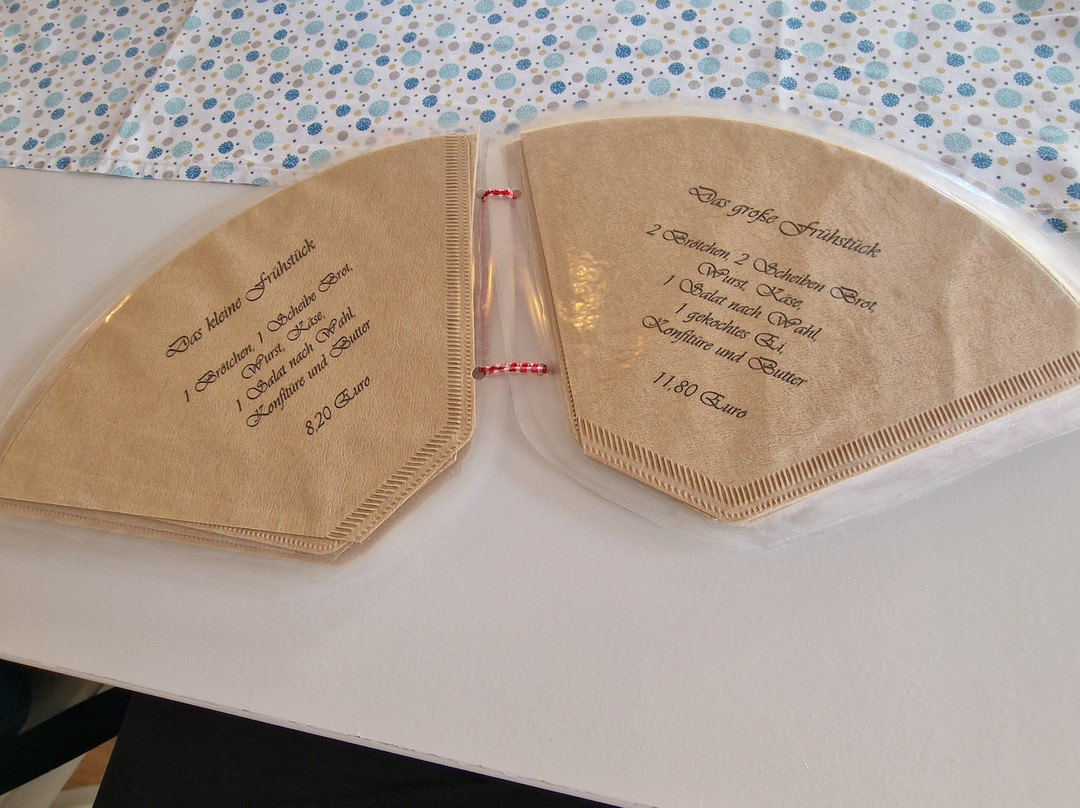 Das kleine Frühstück
1 Brötchen, 1 Scheibe Brot,
Wurst, Käse,
1 Salat nach Wahl,
Konfitüre und Butter
8,20 Euro
Das große Frühstück
2 Brötchen, 2 Scheiben Brot,
Wurst, Käse,
1 Salat nach Wahl,
1 gekochtes Ei,
Konfitüre und Butter
11,80 Euro